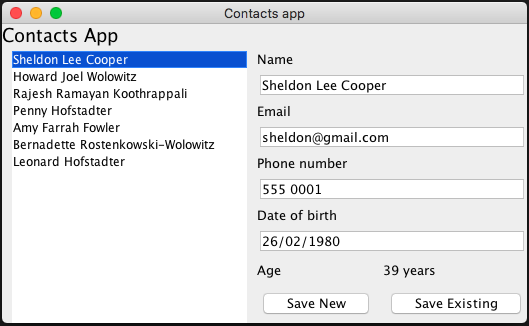 Contacts app
Contacts App
Sheldon Lee Cooper
Howard Joel Wolowitz
Rajesh Ramayan Koothrappali
Penny Hofstadter
Amy Farrah Fowler
Bernadette Rostenkowski-Wolowitz
Leonard Hofstadter
Name
Sheldon Lee Cooper
Email
sheldon@gmail.com
Phone number
555 0001
Date of birth
26/02/1980
Age 39 years
Save New Save Existing